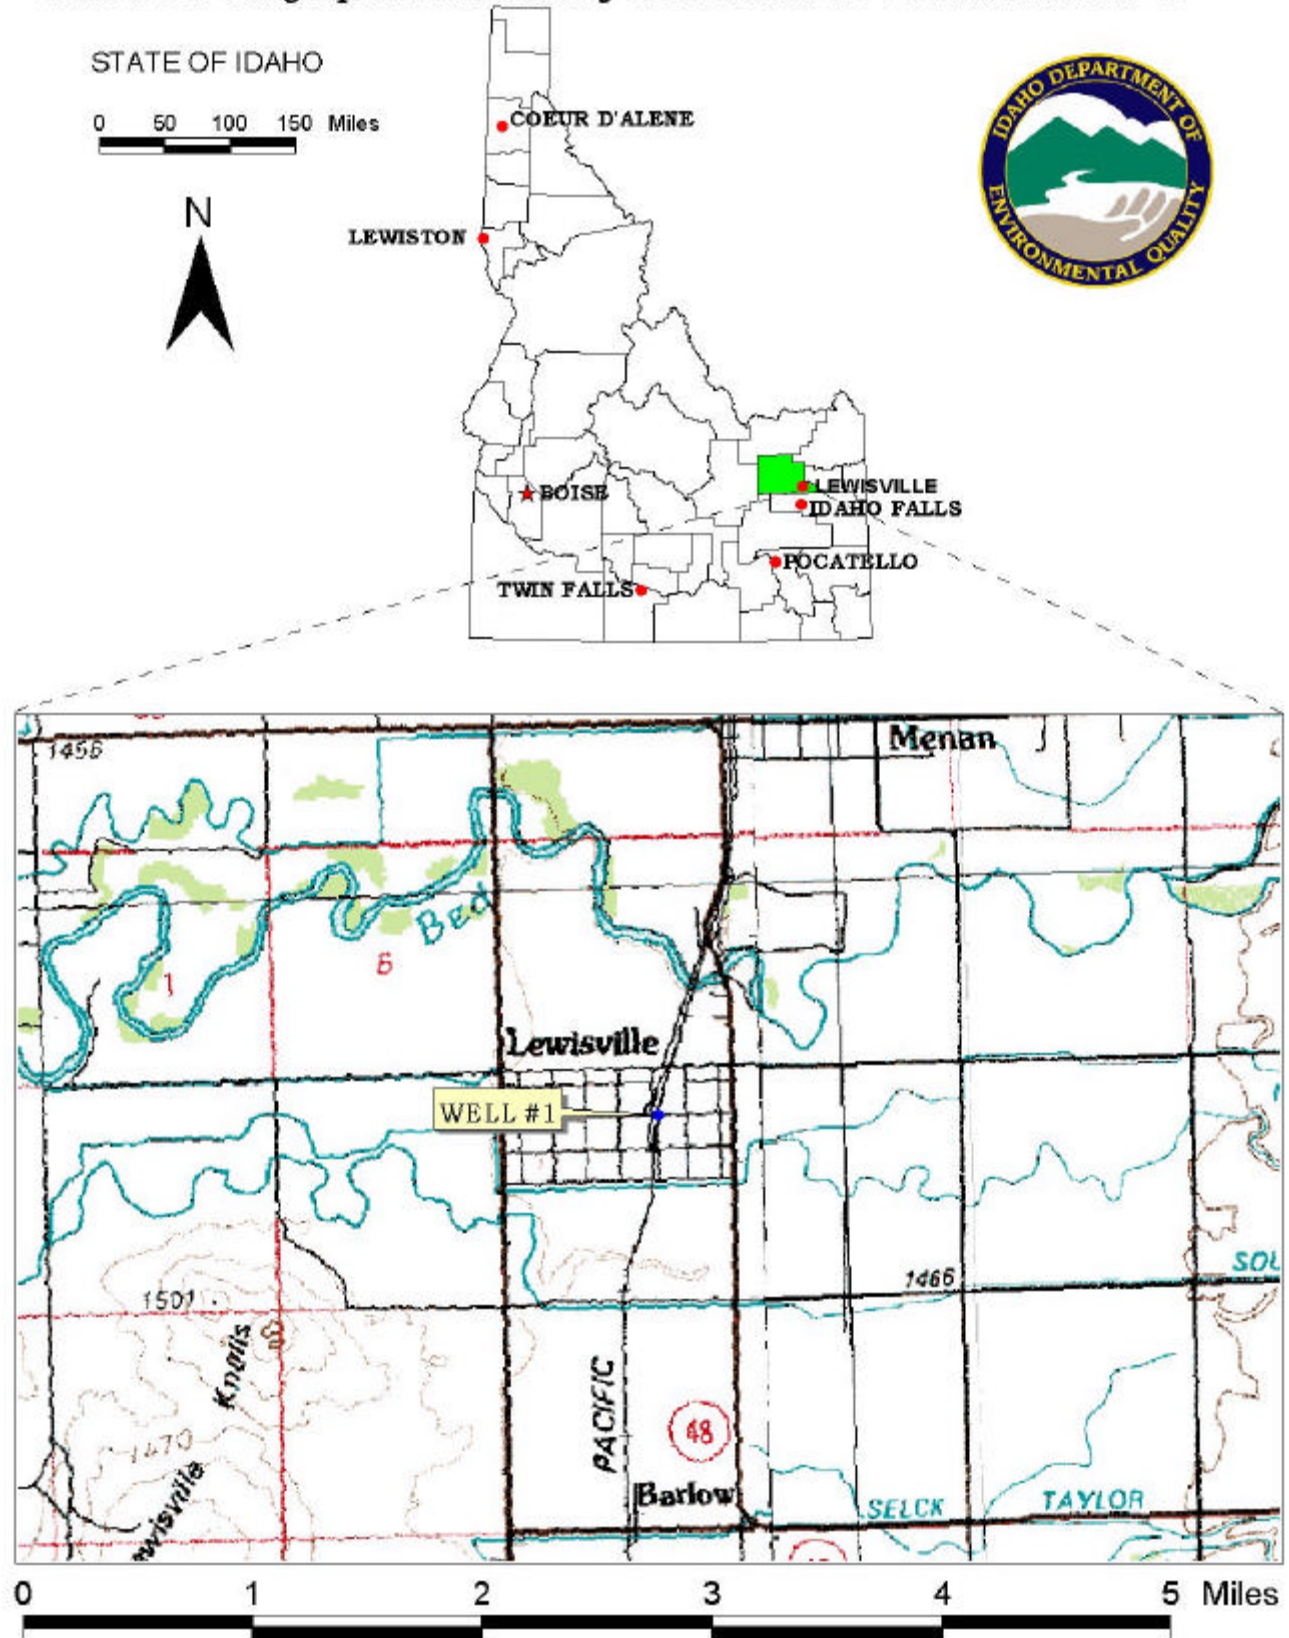 STATE OF IDAHO
0 50 100 150 Miles
N
COEUR D'ALENE
LEWISTON
IDAHO DEPARTMENT OF
ENVIRONMENTAL QUALITY
BOISE
LEWISVILLE
IDAHO FALLS
POCATELLO
TWIN FALLS
1456
Menan
Bed
6
1
Lewisville
WELL #1
1466
SOU
1501
Knolls
PACIFIC
48
1470
Barlow
SELCK
TAYLOR
wisville
0 1 2 3 4 5 Miles